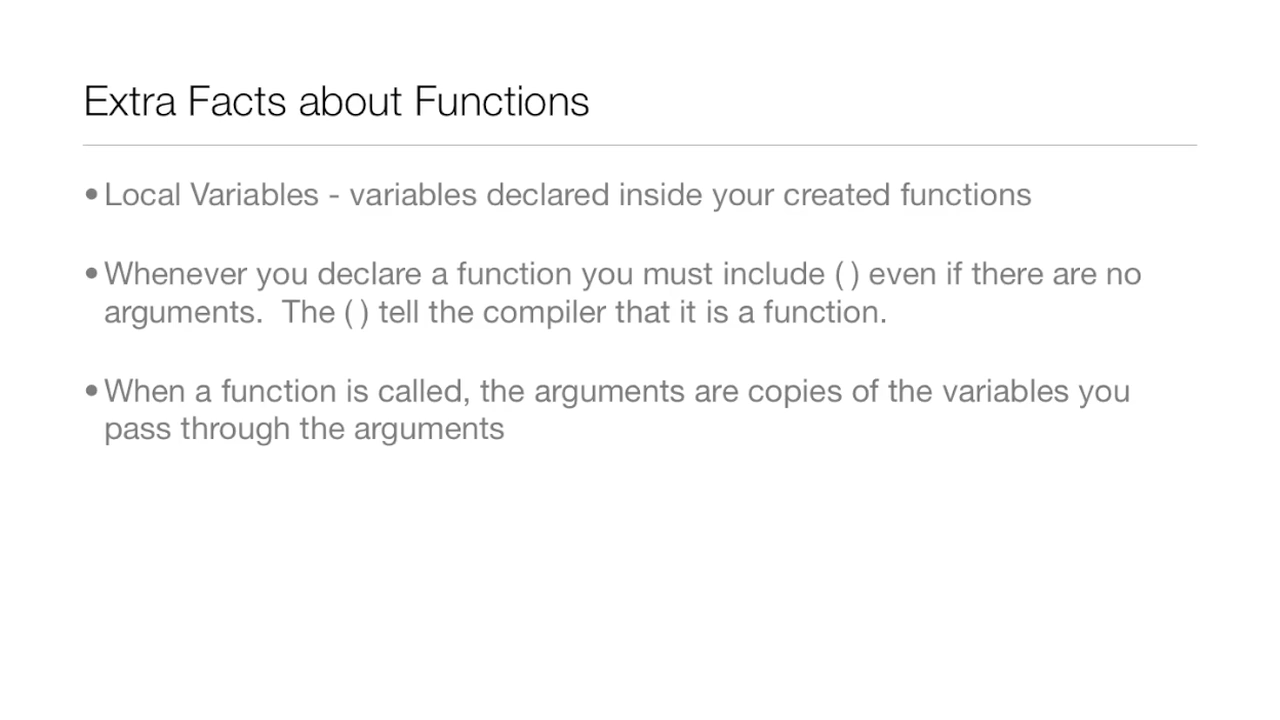 Extra Facts about Functions
•Local Variables - variables declared inside your created functions
•Whenever you declare a function you must include ( ) even if there are no
arguments.  The ( ) tell the compiler that it is a function.
•When a function is called, the arguments are copies of the variables you
pass through the arguments